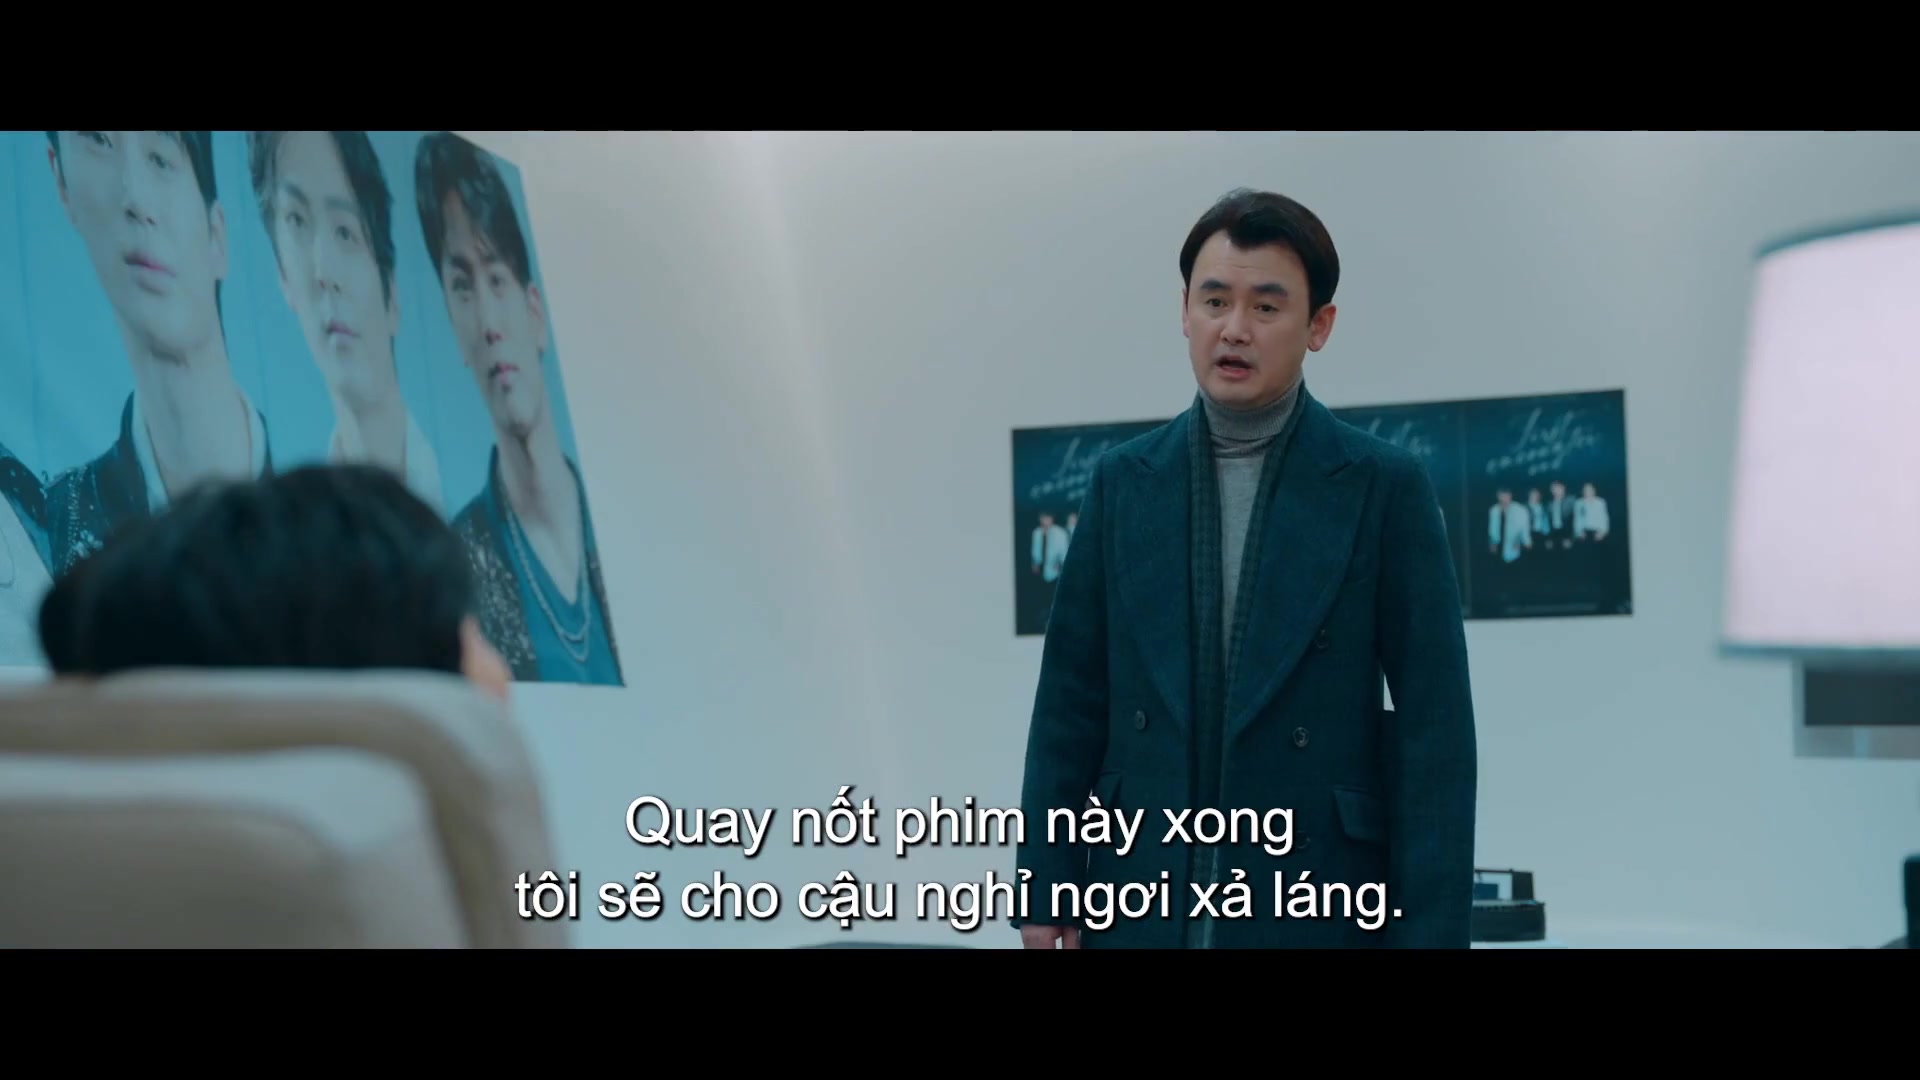 Quay nốt phim này xong
tôi sẽ cho cậu nghỉ ngơi xả láng.